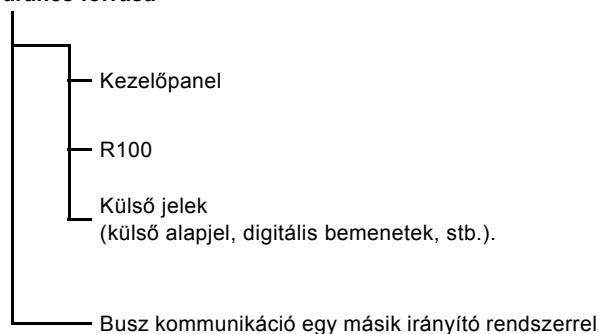 Kezelőpanel
R100
Külső jelek
(külső alapjel, digitális bemenetek, stb.).
Busz kommunikáció egy másik irányító rendszerrel